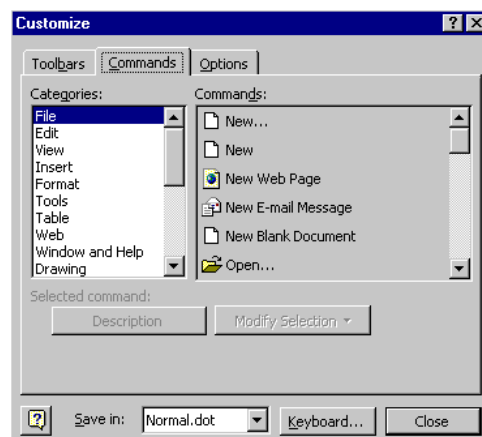 Customize
Toolbars Commands Options
Categories: Commands:
File
Edit
View
Insert
Format
Tools
Table
Web
Window and Help
Drawing
New...
New
New Web Page
New E-mail Message
New Blank Document
Open...
Selected command:
Description Modify Selection
Save in: Normal.dot Keyboard... Close